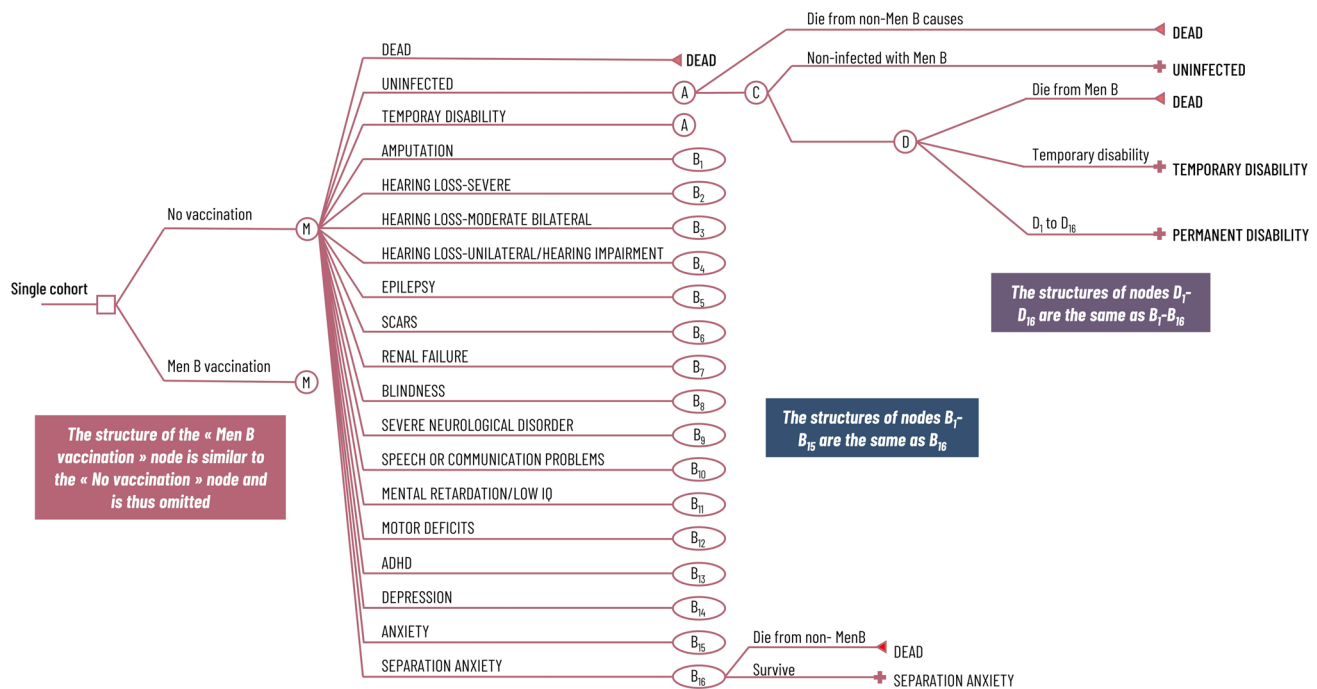 Die from non-Men B causes
DEAD
DEAD
DEAD
Non-infected with Men B
UNINFECTED
UNINFECTED
A
C
Die from Men B
DEAD
TEMPORAY DISABILITY
A
D
Temporary disability
TEMPORARY DISABILITY
D1 to D16
PERMANENT DISABILITY
AMPUTATION
B1
HEARING LOSS-SEVERE
B2
No vaccination
M
HEARING LOSS-MODERATE BILATERAL
B3
HEARING LOSS-UNILATERAL/HEARING IMPAIRMENT
B4
Single cohort
EPILEPSY
B5
The structures of nodes D1-
D16 are the same as B1-B16
SCARS
B6
RENAL FAILURE
B7
Men B vaccination
M
BLINDNESS
B8
The structures of nodes B1-
B15 are the same as B16
SEVERE NEUROLOGICAL DISORDER
B9
The structure of the « Men B
vaccination » node is similar to
the « No vaccination » node and
is thus omitted
SPEECH OR COMMUNICATION PROBLEMS
B10
MENTAL RETARDATION/LOW IQ
B11
MOTOR DEFICITS
B12
ADHD
B13
DEPRESSION
B14
ANXIETY
B15
SEPARATION ANXIETY
B16
Die from non- MenB
DEAD
Survive
SEPARATION ANXIETY